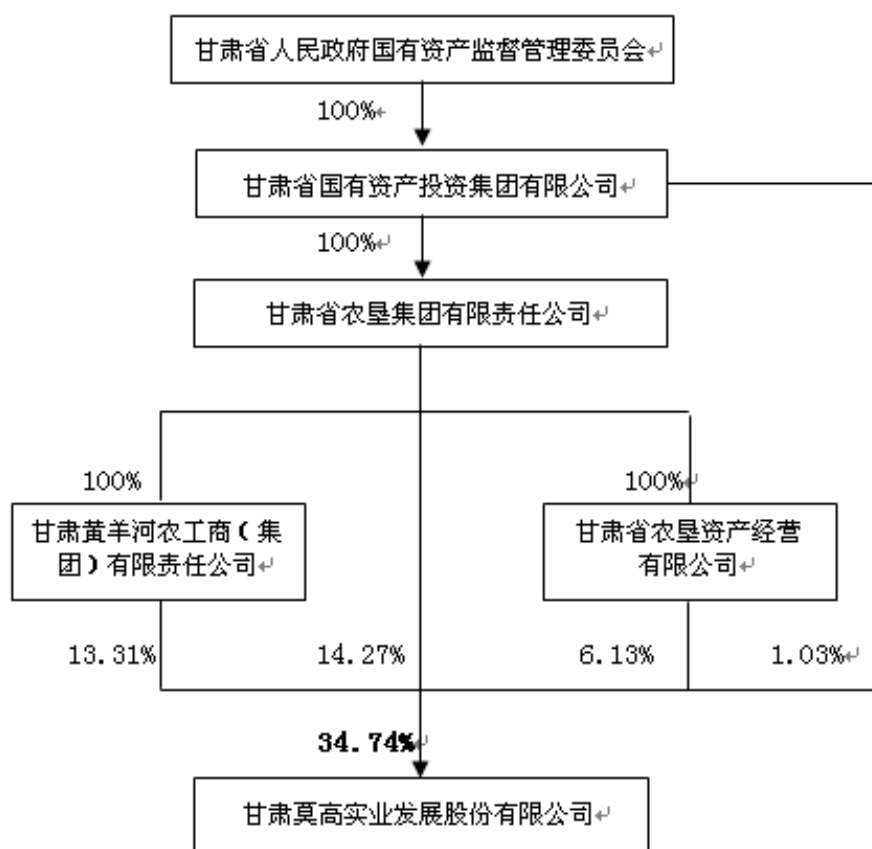 甘肃省人民政府国有资产监督管理委员会
100%
甘肃省国有资产投资集团有限公司
100%
甘肃省农垦集团有限责任公司
100%
100%
甘肃黄羊河农工商（集
团）有限责任公司
甘肃省农垦资产经营
有限公司
13.31%
14.27%
6.13%
1.03%
34.74%
甘肃莫高实业发展股份有限公司